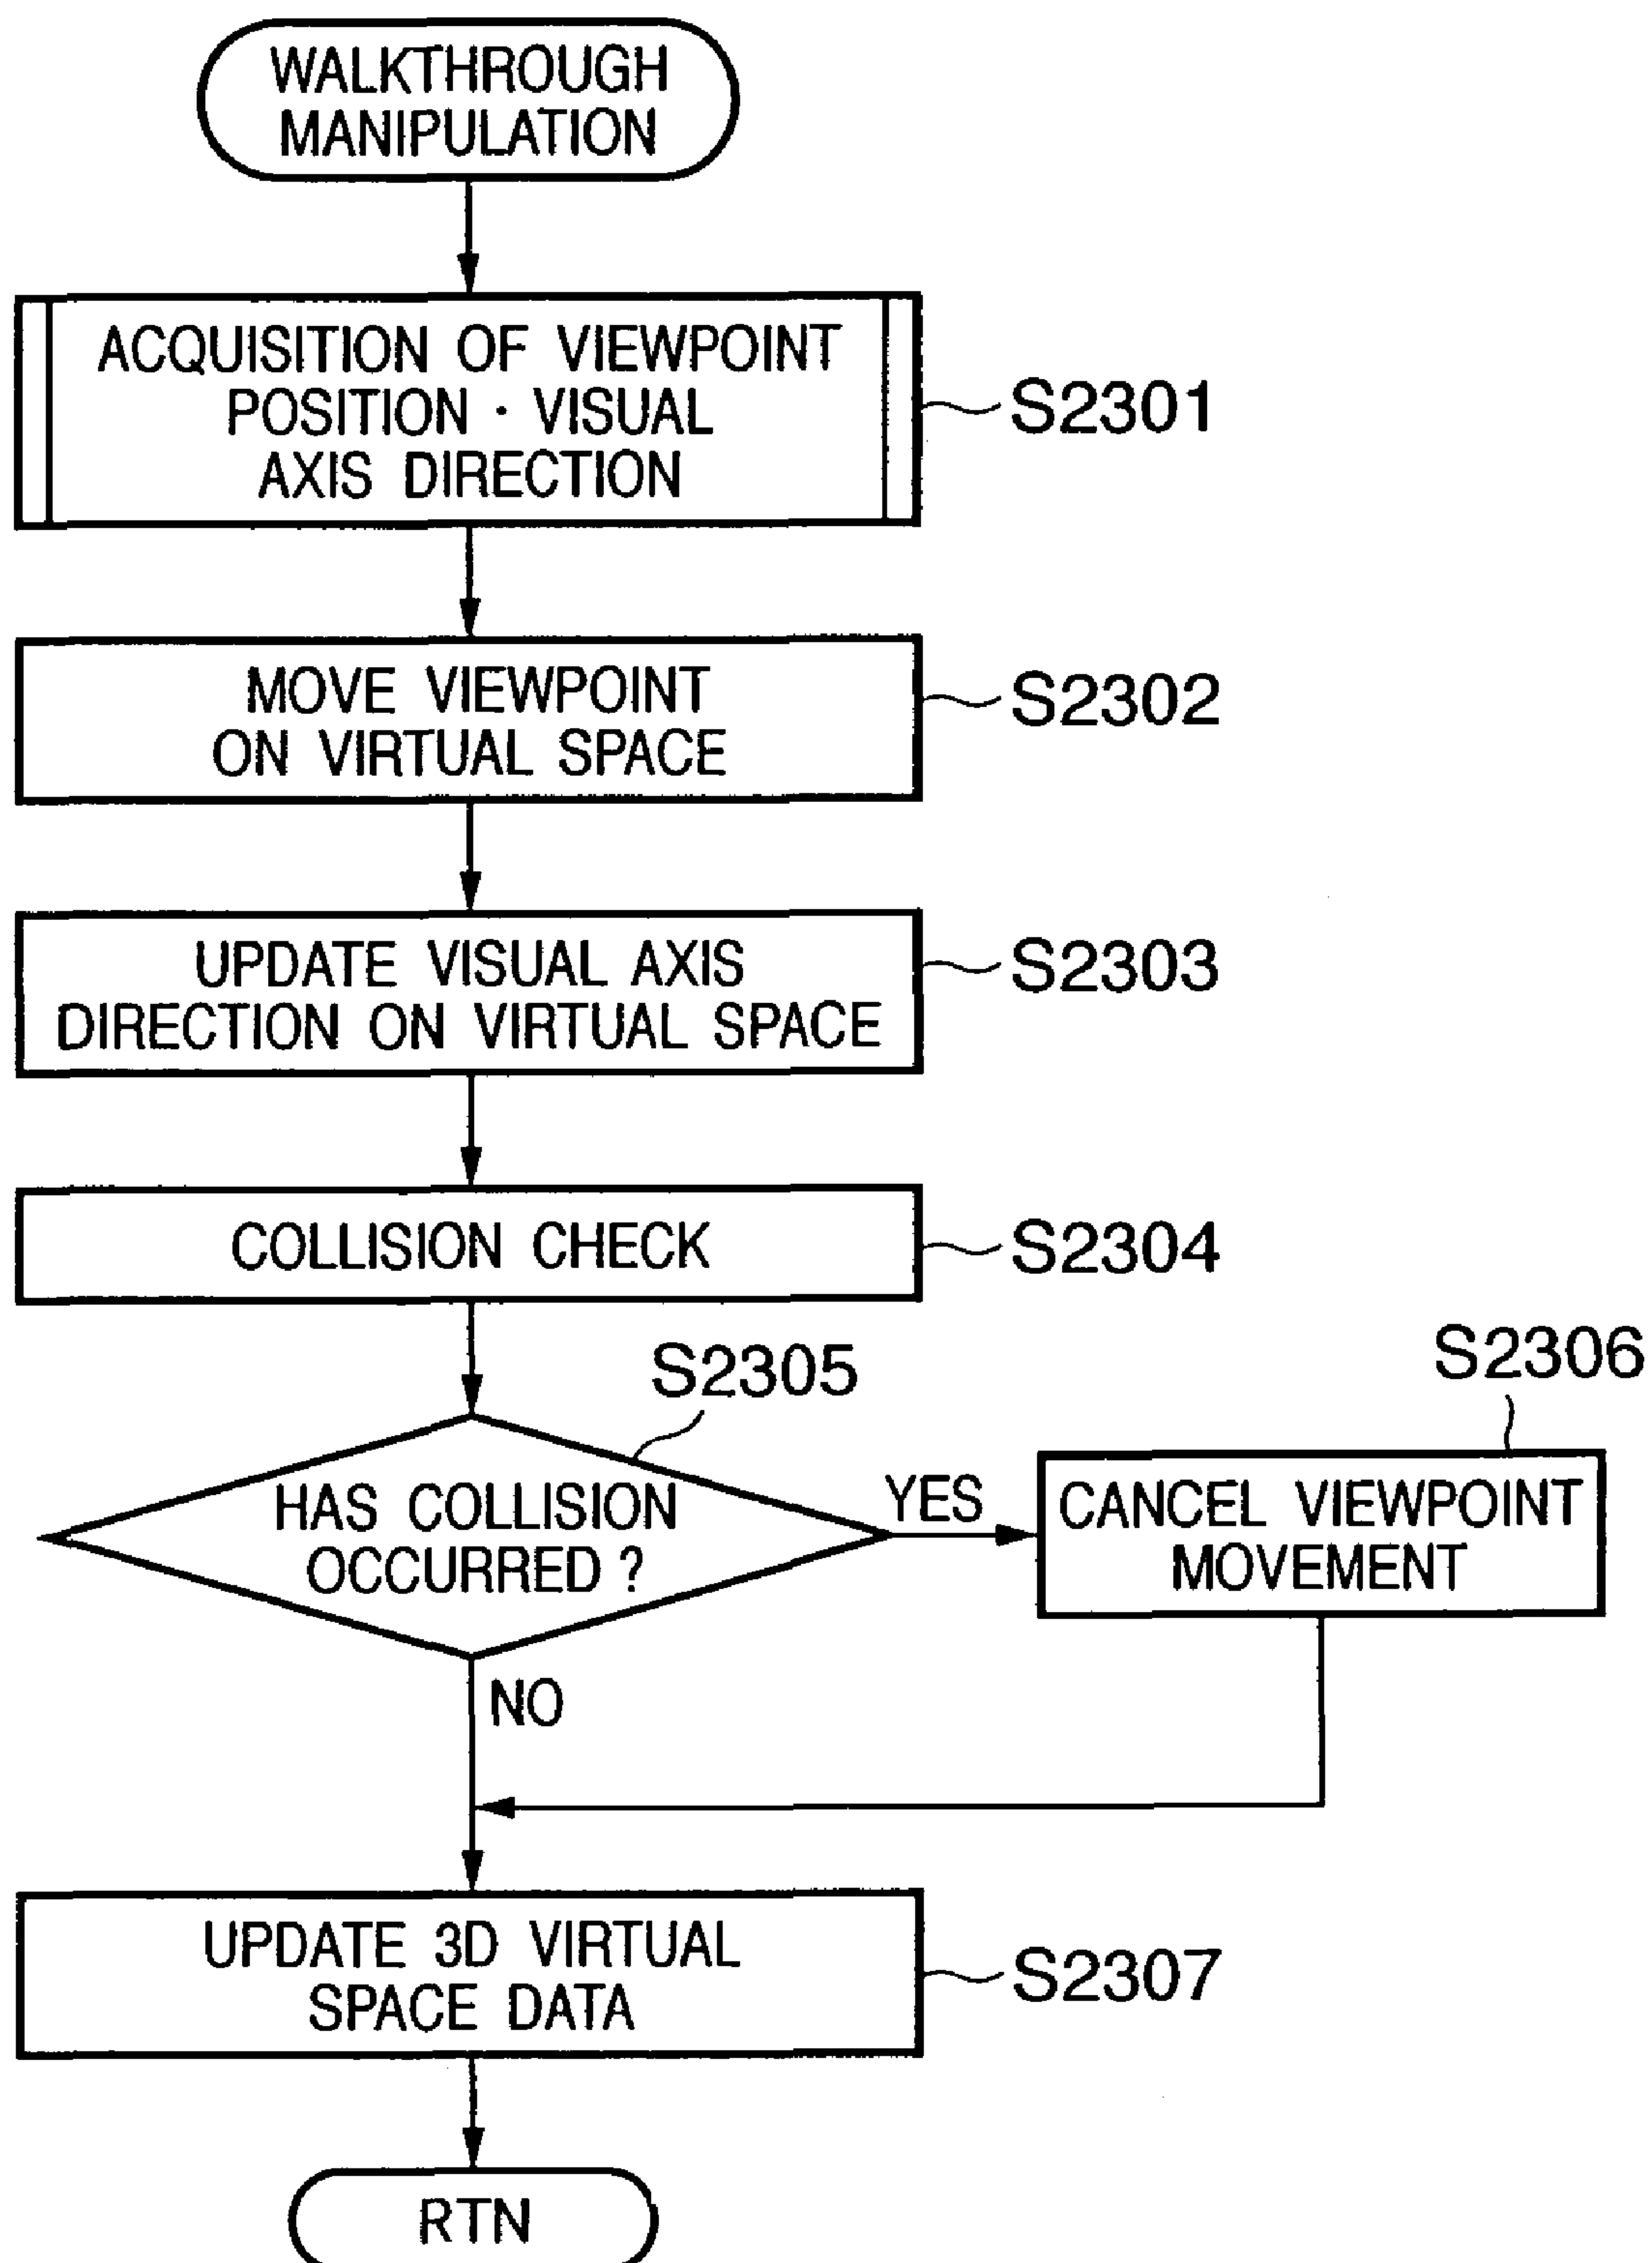 WALKTHROUGH
MANIPULATION
ACQUISITION OF VIEWPOINT
POSITION · VISUAL
AXIS DIRECTION
S2301
MOVE VIEWPOINT
ON VIRTUAL SPACE
S2302
UPDATE VISUAL AXIS
DIRECTION ON VIRTUAL SPACE
S2303
COLLISION CHECK
S2304
S2305
HAS COLLISION
OCCURRED ?
YES
S2306
CANCEL VIEWPOINT
MOVEMENT
NO
UPDATE 3D VIRTUAL
SPACE DATA
S2307
RTN